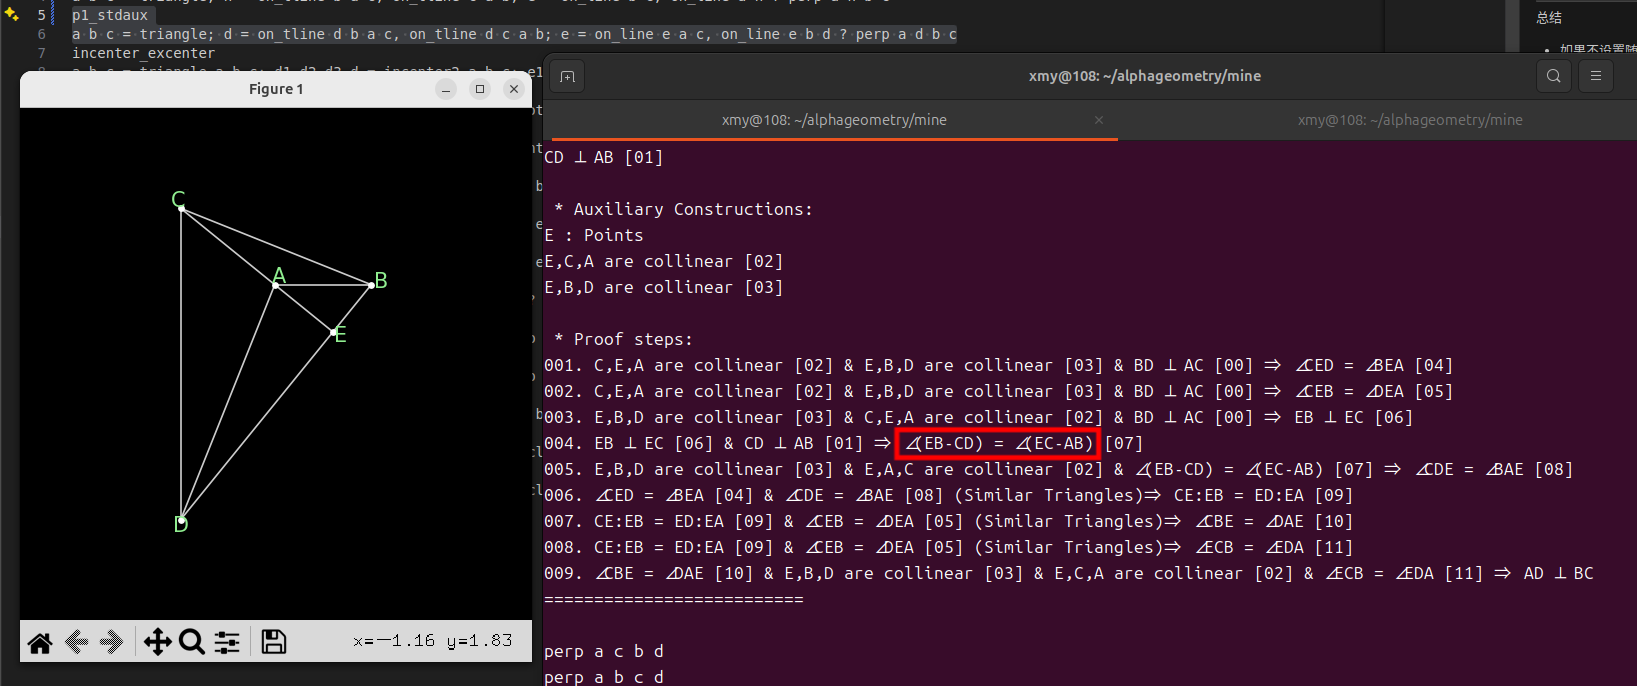 5 p1_stdaux
总结
6 a b c = triangle; d = on_tline d b a c, on_tline d c a b; e = on_line e a c, on_line e b d ? perp a d b c
7 incenter_excenter
Figure 1
C
A
B
E
D
x=−1.16 y=1.83
xmy@108: ~/alphageometry/mine
xmy@108: ~/alphageometry/mine
xmy@108: ~/alphageometry/mine
CD ⟂ AB [01]
* Auxiliary Constructions:
E : Points
E,C,A are collinear [02]
E,B,D are collinear [03]
* Proof steps:
001. C,E,A are collinear [02] & E,B,D are collinear [03] & BD ⟂ AC [00] ⇒ ∠CED = ∠BEA [04]
002. C,E,A are collinear [02] & E,B,D are collinear [03] & BD ⟂ AC [00] ⇒ ∠CEB = ∠DEA [05]
003. E,B,D are collinear [03] & C,E,A are collinear [02] & BD ⟂ AC [00] ⇒ EB ⟂ EC [06]
004. EB ⟂ EC [06] & CD ⟂ AB [01] ⇒ ∠(EB-CD) = ∠(EC-AB) [07]
005. E,B,D are collinear [03] & E,A,C are collinear [02] & ∠(EB-CD) = ∠(EC-AB) [07] ⇒ ∠CDE = ∠BAE [08]
006. ∠CED = ∠BEA [04] & ∠CDE = ∠BAE [08] (Similar Triangles)⇒ CE:EB = ED:EA [09]
007. CE:EB = ED:EA [09] & ∠CEB = ∠DEA [05] (Similar Triangles)⇒ ∠CBE = ∠DAE [10]
008. CE:EB = ED:EA [09] & ∠CEB = ∠DEA [05] (Similar Triangles)⇒ ∠ECB = ∠EDA [11]
009. ∠CBE = ∠DAE [10] & E,B,D are collinear [03] & E,C,A are collinear [02] & ∠ECB = ∠EDA [11] ⇒ AD ⟂ BC
==========================
perp a c b d
perp a b c d